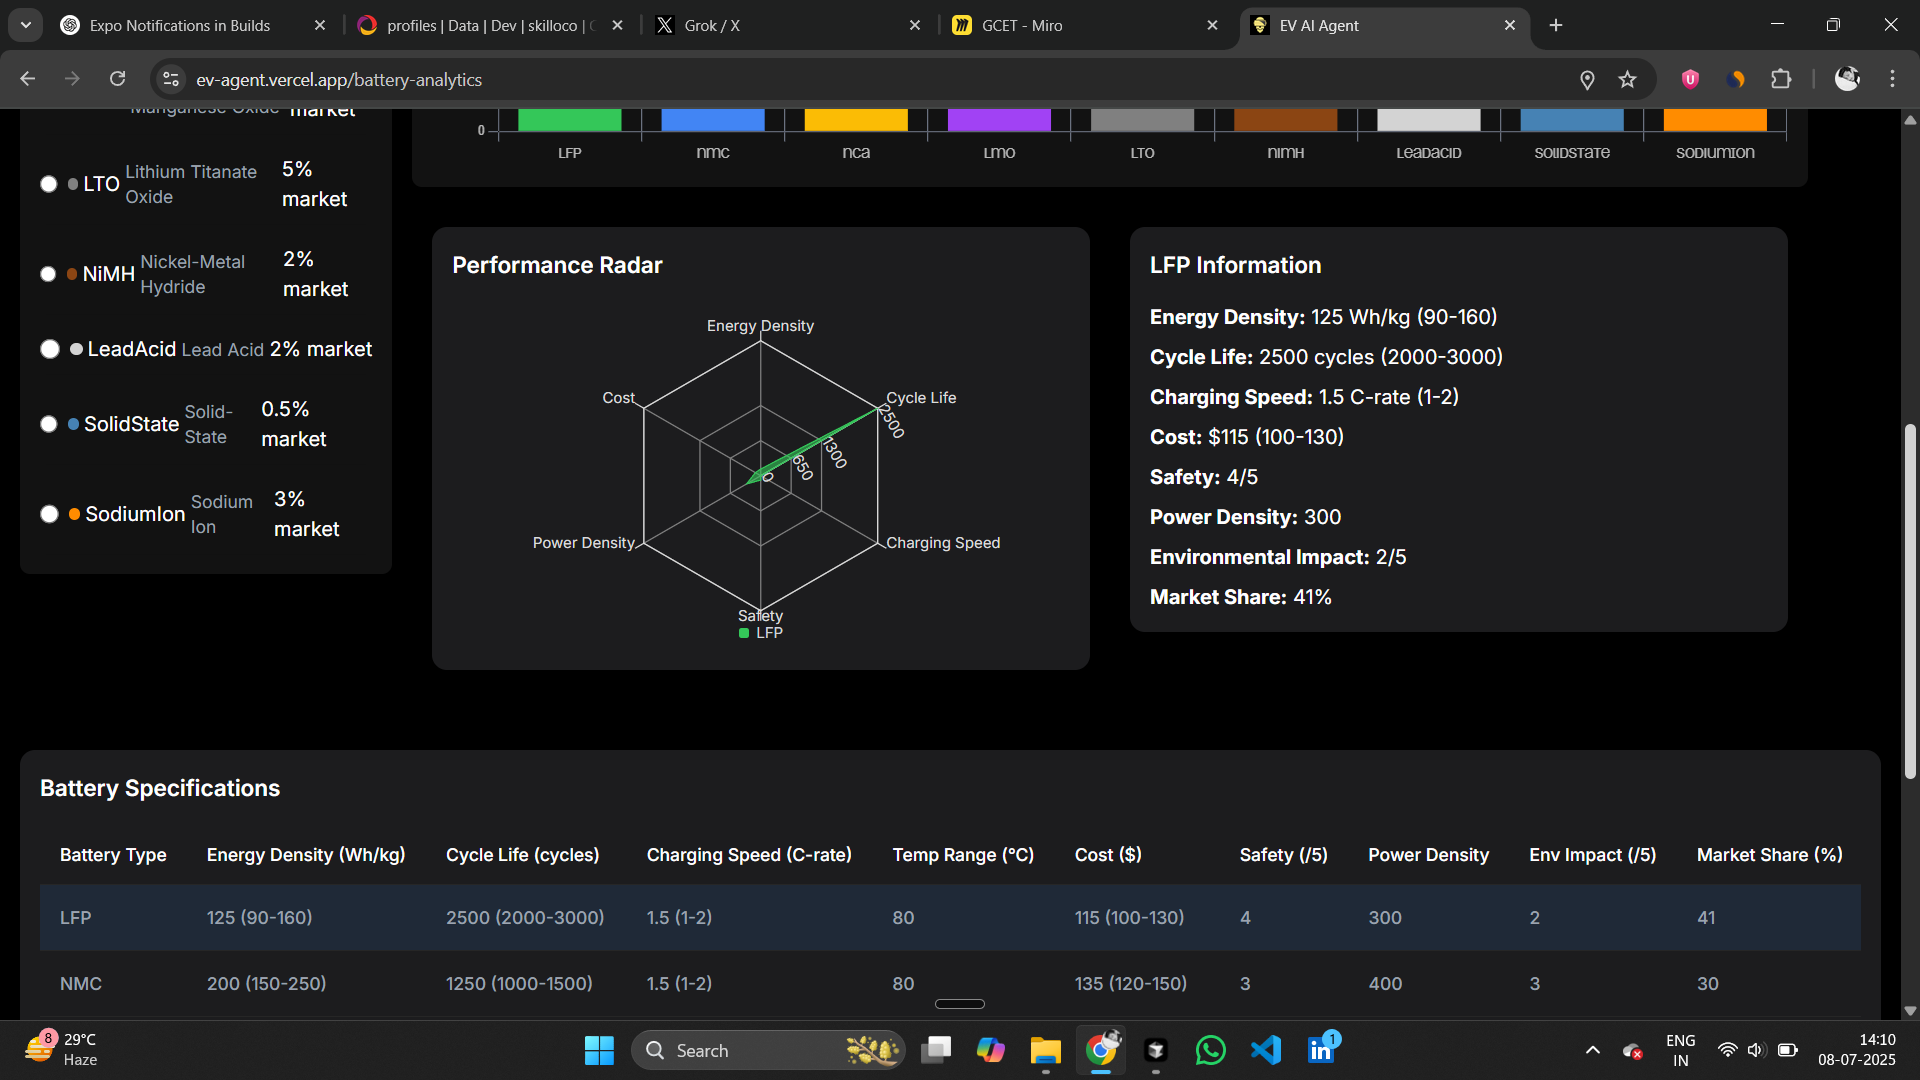 Expo Notifications in Builds
profiles | Data | Dev | skilloco |
Grok / X
GCET - Miro
EV AI Agent
ev-agent.vercel.app/battery-analytics
Manganese Oxide market
LTO Lithium Titanate Oxide 5% market
NiMH Nickel-Metal Hydride 2% market
LeadAcid Lead Acid 2% market
SolidState Solid-State 0.5% market
SodiumIon Sodium Ion 3% market
0
LFP nmc nca Lmo LTO nimH LeadAcid solidstate sodiumion
Performance Radar
Energy Density
Cost
Cycle Life
2500
1300
650
0
Power Density
Charging Speed
Safety
LFP
LFP Information
Energy Density: 125 Wh/kg (90-160)
Cycle Life: 2500 cycles (2000-3000)
Charging Speed: 1.5 C-rate (1-2)
Cost: $115 (100-130)
Safety: 4/5
Power Density: 300
Environmental Impact: 2/5
Market Share: 41%
Battery Specifications
Battery Type Energy Density (Wh/kg) Cycle Life (cycles) Charging Speed (C-rate) Temp Range (°C) Cost ($) Safety (/5) Power Density Env Impact (/5) Market Share (%)
LFP 125 (90-160) 2500 (2000-3000) 1.5 (1-2) 80 115 (100-130) 4 300 2 41
NMC 200 (150-250) 1250 (1000-1500) 1.5 (1-2) 80 135 (120-150) 3 400 3 30
8
29°C
Haze
Search
1
ENG
IN
14:10
08-07-2025